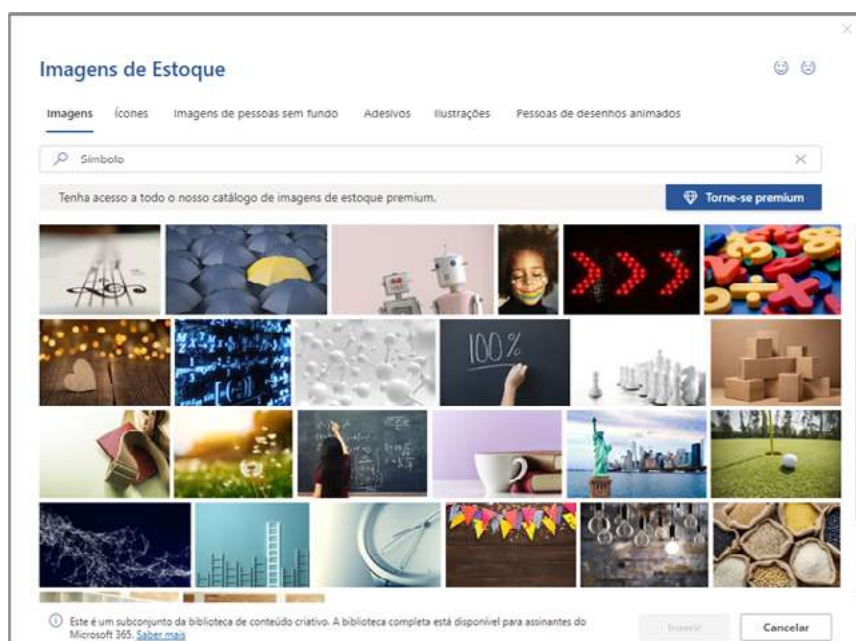 Imagens de Estoque
Imagens Ícones Imagens de pessoas sem fundo Adesivos Ilustrações Pessoas de desenhos animados
Símbolo
Tenha acesso a todo o nosso catálogo de imagens de estoque premium.
Torne-se premium
100%
Este é um subconjunto da biblioteca de conteúdo criativo. A biblioteca completa está disponível para assinantes do
Microsoft 365. Saber mais
Inserir
Cancelar